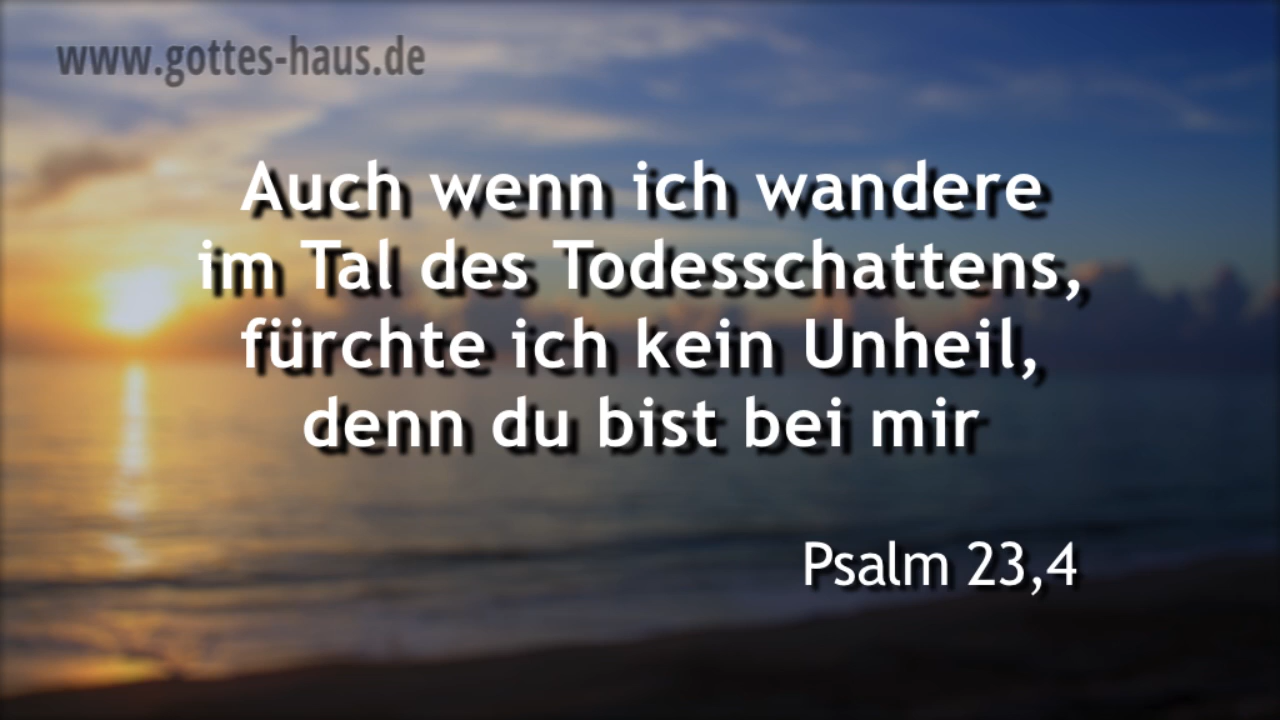 www.gottes-haus.de
Auch wenn ich wandere
im Tal des Todesschattens,
fürchte ich kein Unheil,
denn du bist bei mir
Psalm 23,4